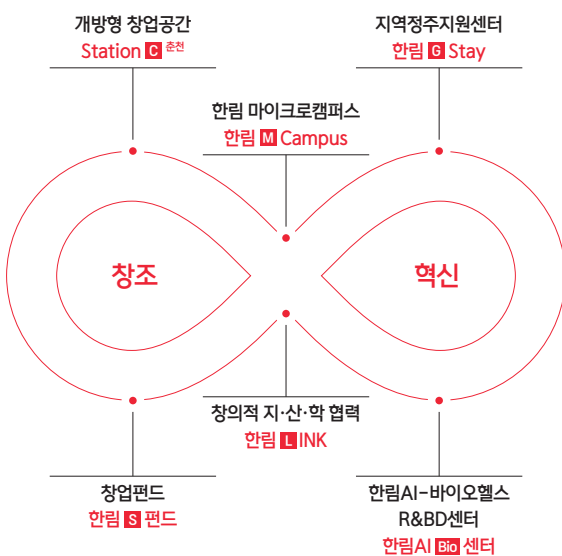 개방형 창업공간
Station C 춘천
지역정주지원센터
한림 G Stay
한림 마이크로캠퍼스
한림 M Campus
창조
혁신
창의적 지·산·학 협력
한림 LINK
창업펀드
한림 S 펀드
한림AI-바이오헬스
R&BD센터
한림AI Bio 센터